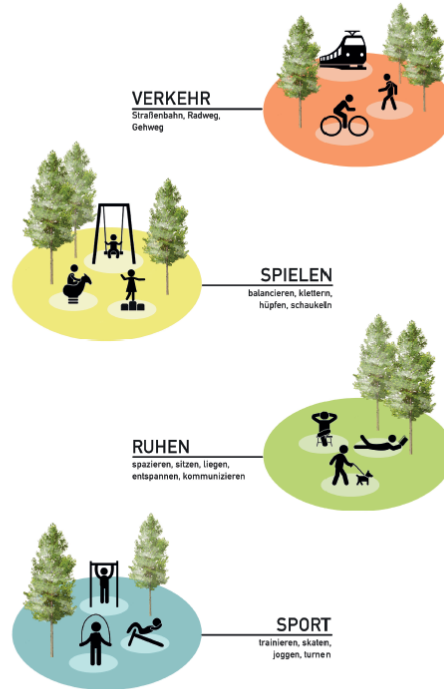 VERKEHR
Straßenbahn, Radweg,
Gehweg
SPIELEN
balancieren, klettern,
hüpfen, schaukeln
RUHEN
spazieren, sitzen, liegen,
entspannen, kommunizieren
SPORT
trainieren, skaten,
joggen, turnen